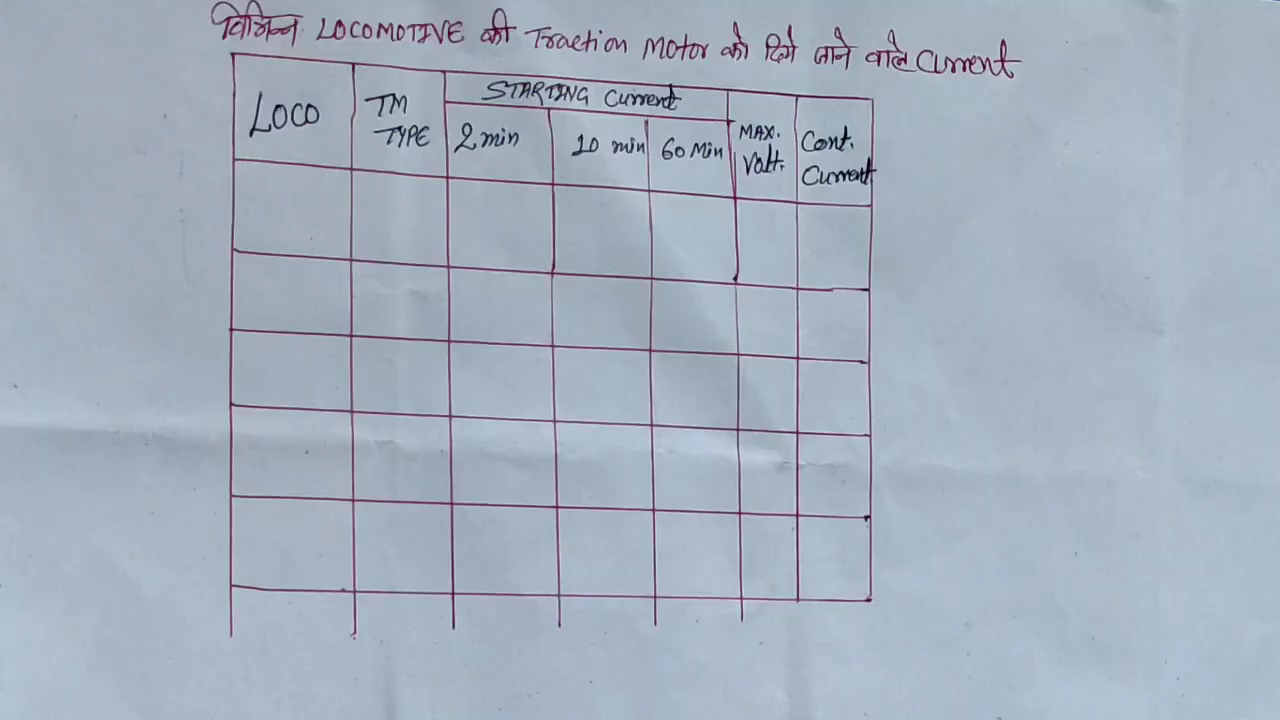 विभिन्न LOCOMOTIVE की Traction Motor को दिये जाने वाले Current
LOCO
TM
TYPE
STARTING Current
2 min
10 min
60 Min
MAX.
Volt.
Cont.
Current